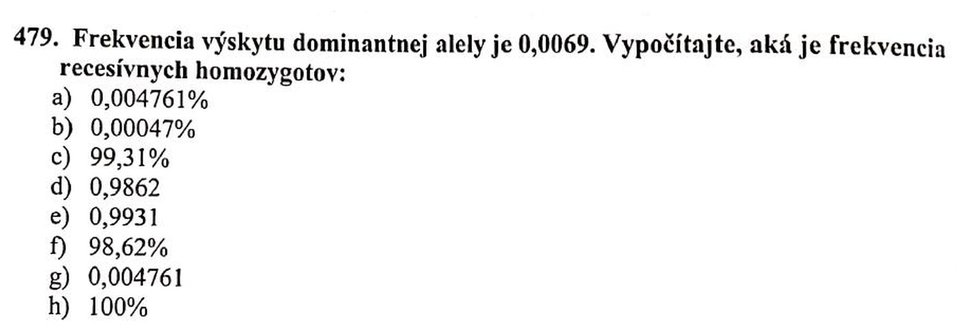 479. Frekvencia výskytu dominantnej alely je 0,0069. Vypočítajte, aká je frekvencia
recesívnych homozygotov:
a) 0,004761%
b) 0,00047%
c) 99,31%
d) 0,9862
e) 0,9931
f) 98,62%
g) 0,004761
h) 100%